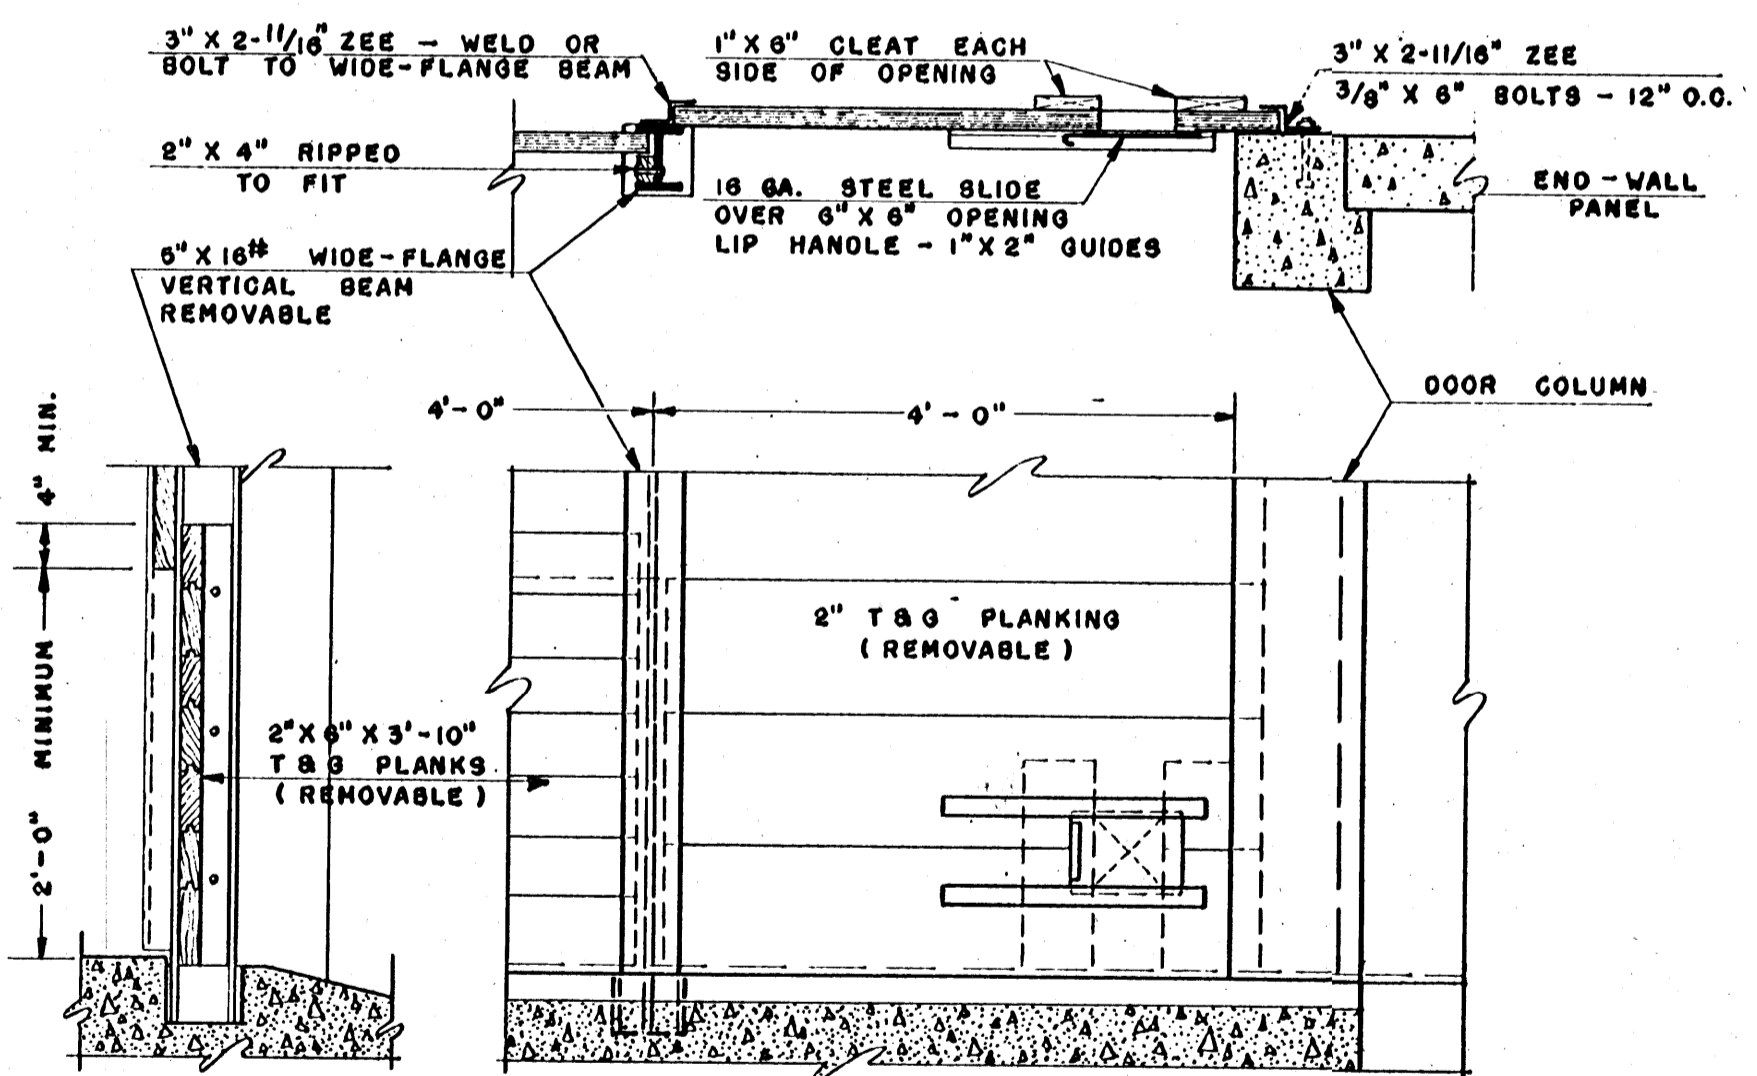 3" X 2-11/16" ZEE - WELD OR
BOLT TO WIDE-FLANGE BEAM
1" X 6" CLEAT EACH
SIDE OF OPENING
3" X 2-11/16" ZEE
3/8" X 6" BOLTS - 12" O.C.
2" X 4" RIPPED
TO FIT
16 GA. STEEL SLIDE
OVER 6" X 6" OPENING
LIP HANDLE - 1" X 2" GUIDES
END-WALL
PANEL
5" X 16# WIDE-FLANGE
VERTICAL BEAM
REMOVABLE
DOOR COLUMN
4'-0"
4'-0"
4" MIN.
2'-0" MINIMUM
2" T & G PLANKING
(REMOVABLE)
2" X 6" X 3'-10"
T & G PLANKS
(REMOVABLE)